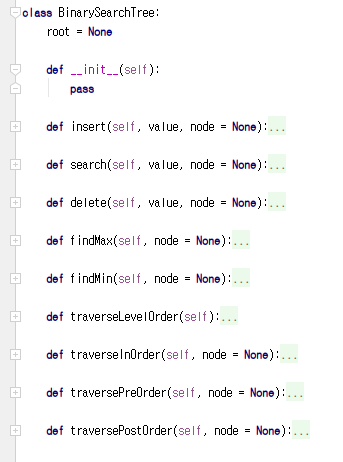 class BinarySearchTree:
root = None
def __init__(self):
pass
def insert(self, value, node = None):...
def search(self, value, node = None):...
def delete(self, value, node = None):...
def findMax(self, node = None):...
def findMin(self, node = None):...
def traverseLevelOrder(self):...
def traverseInOrder(self, node = None):...
def traversePreOrder(self, node = None):...
def traversePostOrder(self, node = None):...